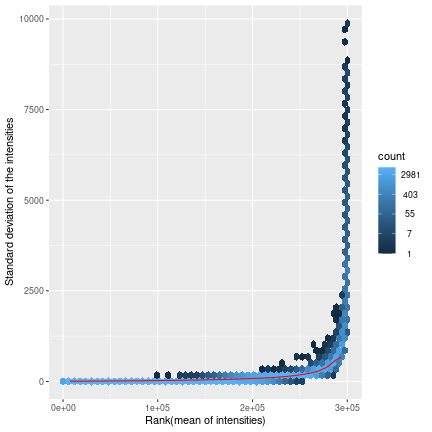 10000
7500
5000
2500
0
Standard deviation of the intensities
0e+00
1e+05
2e+05
3e+05
Rank(mean of intensities)
count
2981
403
55
7
1